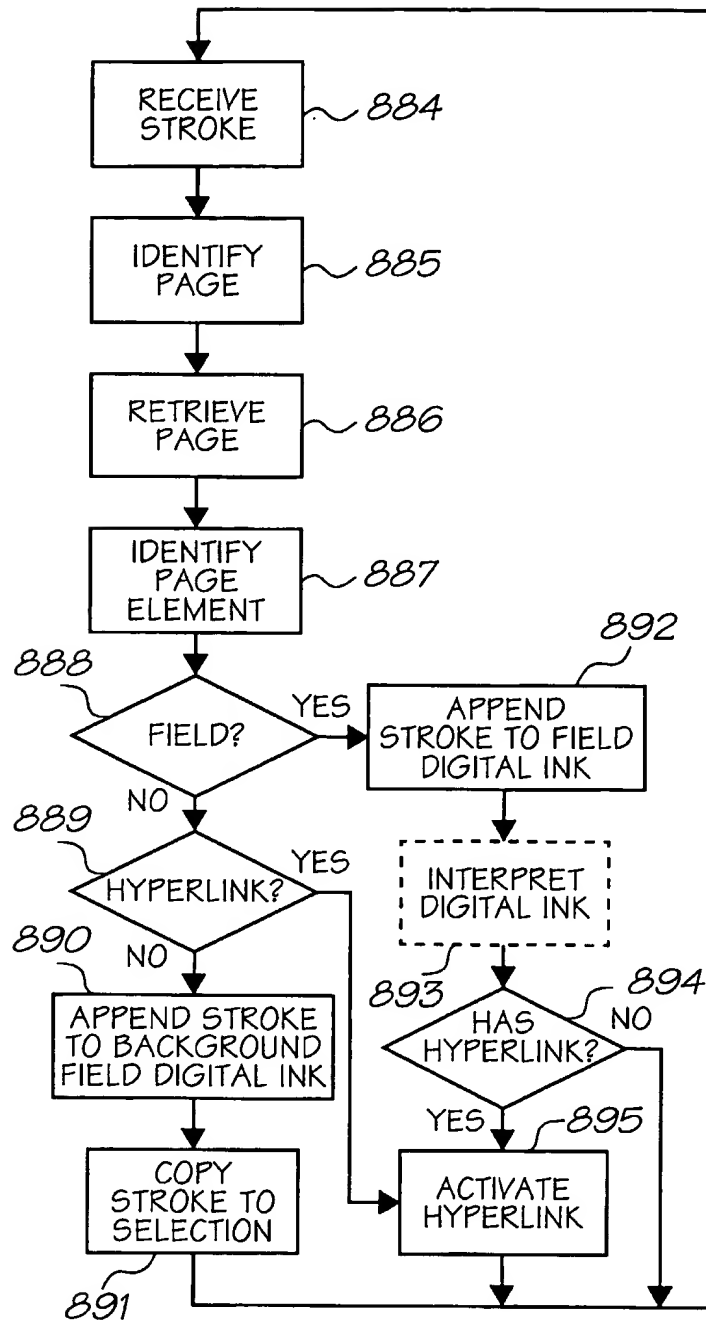 RECEIVE
STROKE
884
IDENTIFY
PAGE
885
RETRIEVE
PAGE
886
IDENTIFY
PAGE
ELEMENT
887
888
FIELD?
YES
NO
892
APPEND
STROKE TO FIELD
DIGITAL INK
889
HYPERLINK?
YES
NO
INTERPRET
DIGITAL INK
893
890
APPEND STROKE
TO BACKGROUND
FIELD DIGITAL INK
894
HAS
HYPERLINK?
NO
YES
COPY
STROKE TO
SELECTION
891
895
ACTIVATE
HYPERLINK